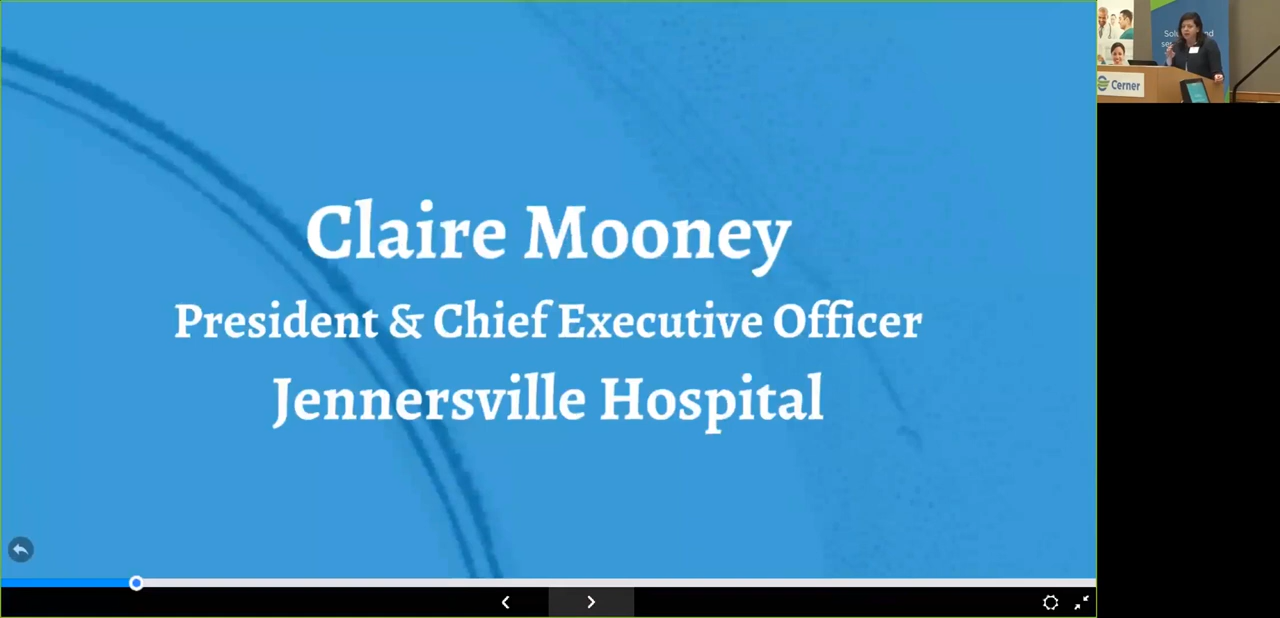 Claire Mooney
President & Chief Executive Officer
Jennersville Hospital
Cerner